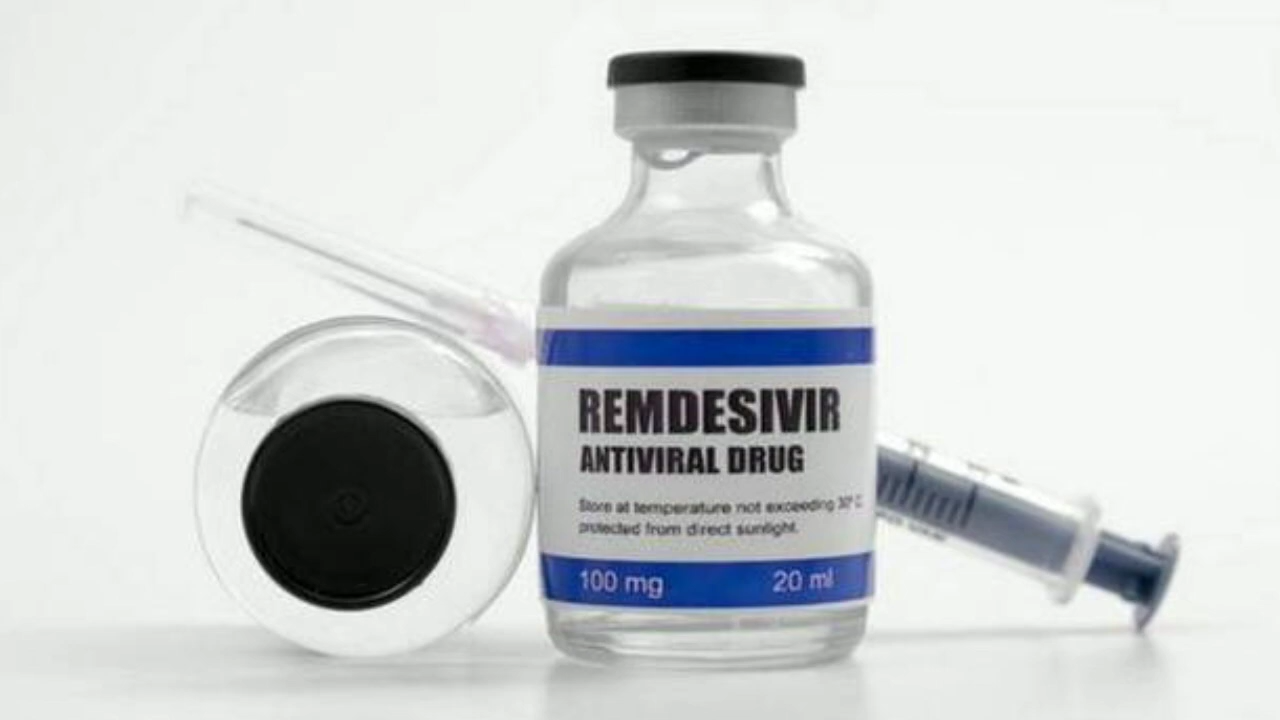 REMDESIVIR
ANTIVIRAL DRUG
Store at temperature not exceeding 30° C
protected from direct sunlight.
100 mg 20 ml